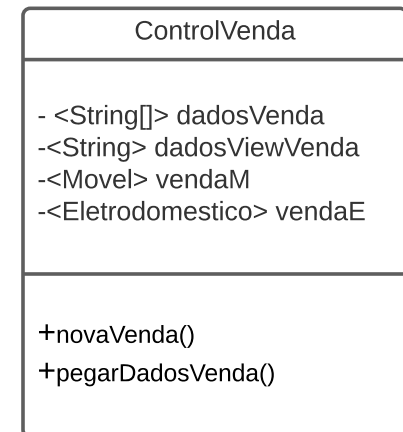 ControlVenda
- <String[]> dadosVenda
-<String> dadosViewVenda
-<Movel> vendaM
-<Eletrodomestico> vendaE
+novaVenda()
+pegarDadosVenda()